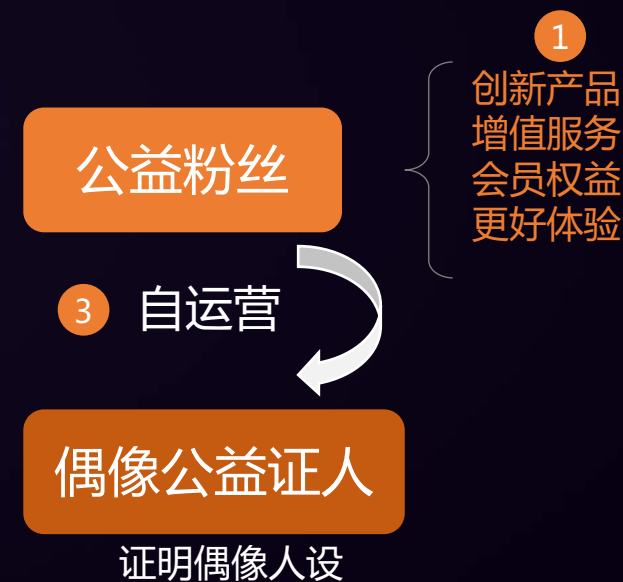 1
创新产品
增值服务
会员权益
更好体验
公益粉丝
3 自运营
偶像公益证人
证明偶像人设